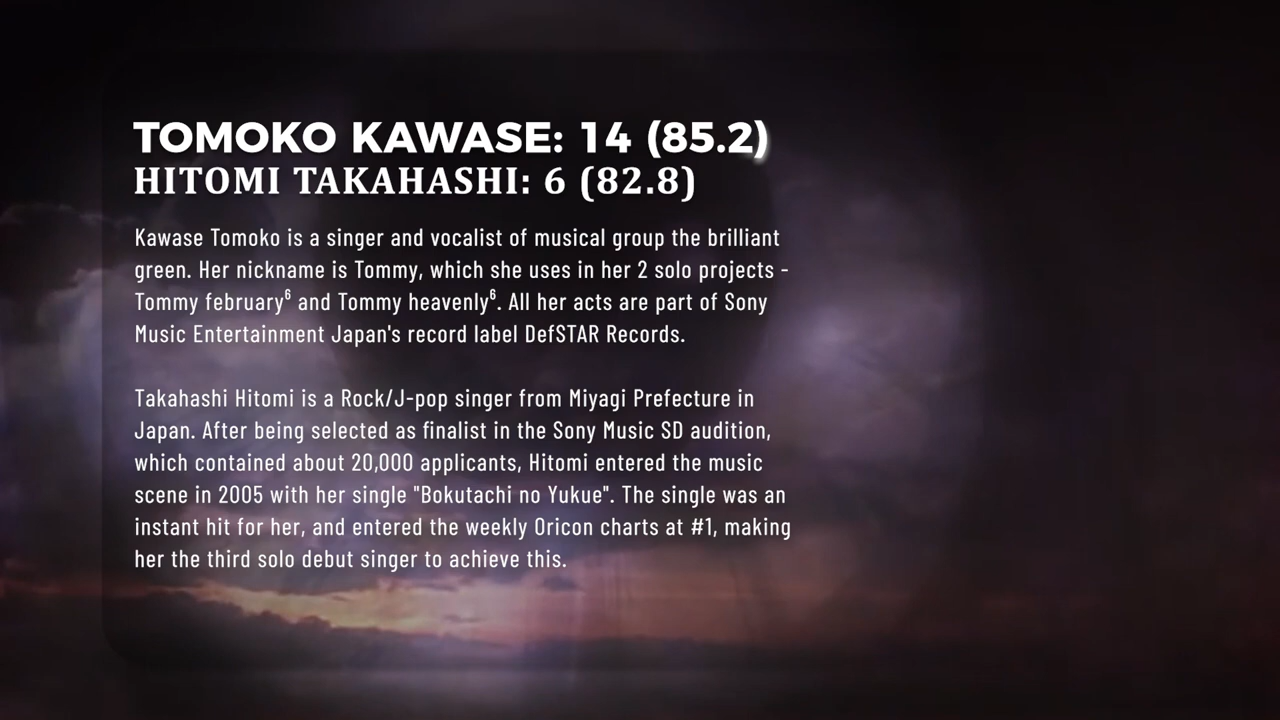 TOMOKO KAWASE: 14 (85.2)
HITOMI TAKAHASHI: 6 (82.8)
Kawase Tomoko is a singer and vocalist of musical group the brilliant
green. Her nickname is Tommy, which she uses in her 2 solo projects -
Tommy february⁶ and Tommy heavenly⁶. All her acts are part of Sony
Music Entertainment Japan's record label DefSTAR Records.
Takahashi Hitomi is a Rock/J-pop singer from Miyagi Prefecture in
Japan. After being selected as finalist in the Sony Music SD audition,
which contained about 20,000 applicants, Hitomi entered the music
scene in 2005 with her single "Bokutachi no Yukue". The single was an
instant hit for her, and entered the weekly Oricon charts at #1, making
her the third solo debut singer to achieve this.